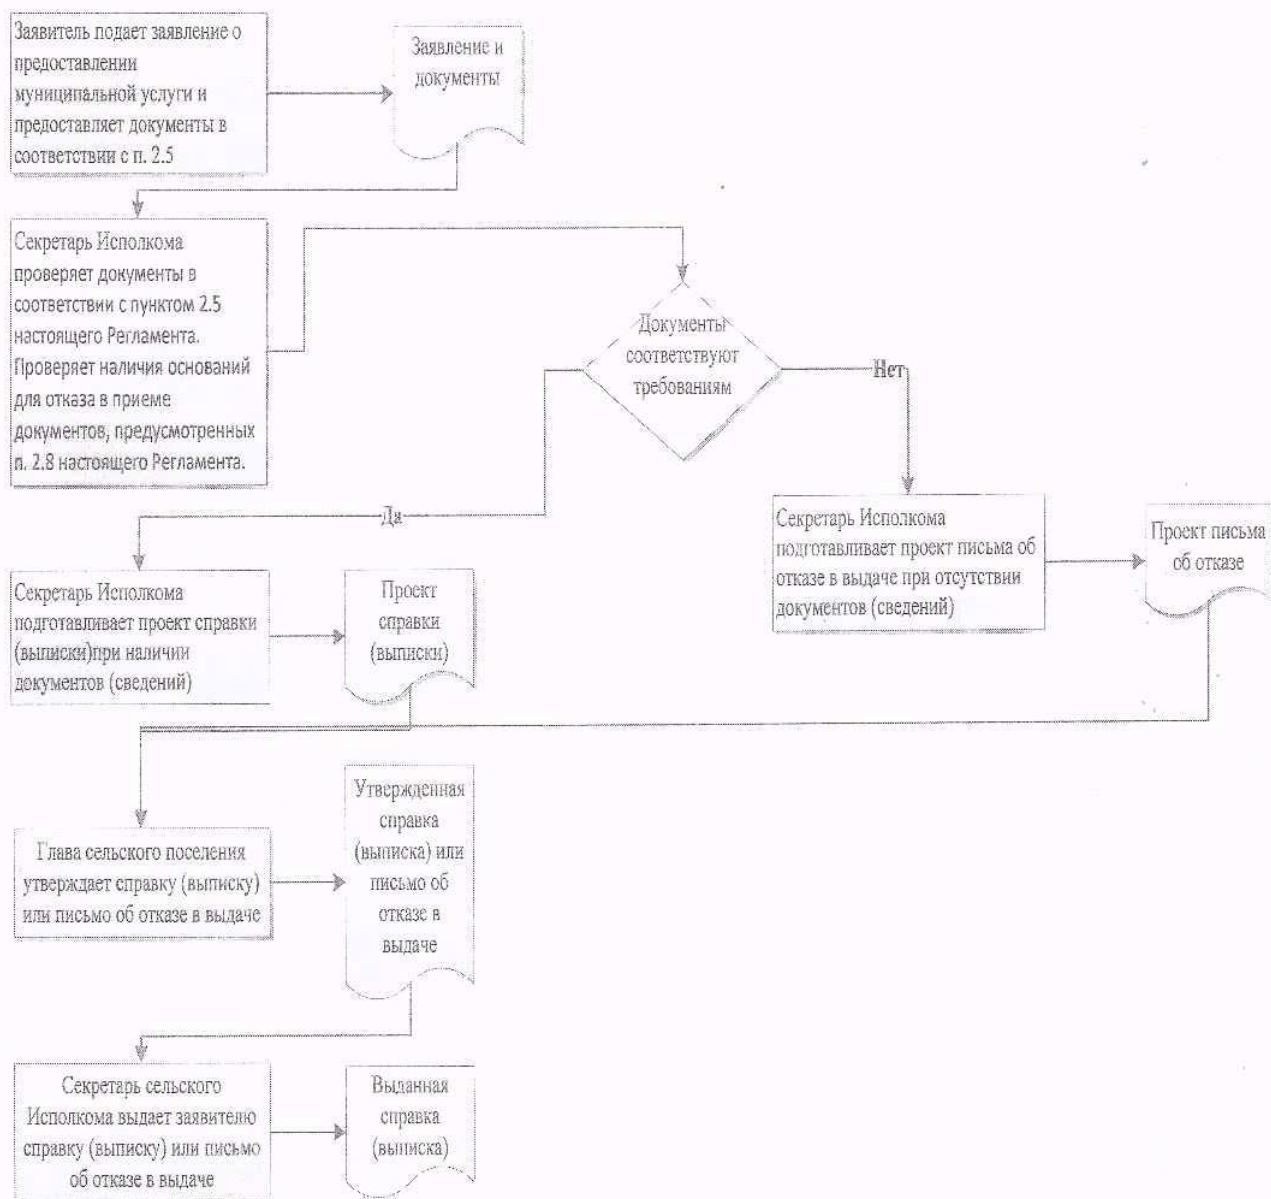 Заявитель подает заявление о
предоставлении
муниципальной услуги и
предоставляет документы в
соответствии с п. 2.5
Заявление и
документы
Секретарь Исполкома
проверяет документы в
соответствии с пунктом 2.5
настоящего Регламента.
Проверяет наличия оснований
для отказа в приеме
документов, предусмотренных
п. 2.8 настоящего Регламента.
Документы
соответствуют
требованиям
Нет
Да
Секретарь Исполкома
подготавливает проект письма об
отказе в выдаче при отсутствии
документов (сведений)
Проект письма
об отказе
Секретарь Исполкома
подготавливает проект справки
(выписки)при наличии
документов (сведений)
Проект
справки
(выписки)
Глава сельского поселения
утверждает справку (выписку)
или письмо об отказе в выдаче
Утвержденная
справка
(выписка) или
письмо об
отказе в
выдаче
Секретарь сельского
Исполкома выдает заявителю
справку (выписку) или письмо
об отказе в выдаче
Выданная
справка
(выписка)